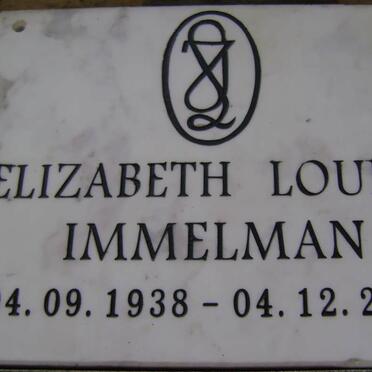 ELIZABETH LOU
IMMELMAN
04.09.1938 - 04.12.2